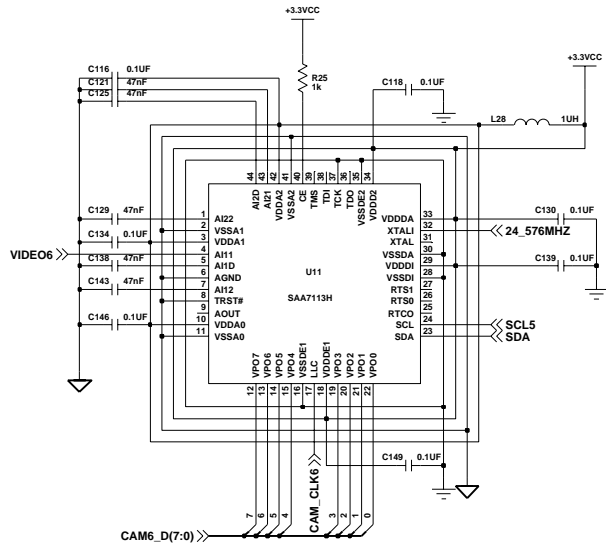 +3.3VCC
+3.3VCC
C116 0.1UF
C121 47nF
C125 47nF
R25
1k
C118 0.1UF
L28 1UH
44 43 42 41 40 39 38 37 36 35 34
AI2D AI21 VDDA2 VSSA2 CE TMS TDI TCK TDO VSSDE2 VDDD2
C129 47nF
C134 0.1UF
VIDEO6
C138 47nF
C143 47nF
C146 0.1UF
1 AI22
2 VSSA1
3 VDDA1
4 AI11
5 AI1D
6 AGND
7 AI12
8 TRST#
9 AOUT
10 VDDA0
11 VSSA0
U11
SAA7113H
VDDDA 33
XTALI 32
XTAL 31
VSSDA 30
VDDDI 29
VSSDI 28
RTS1 27
RTS0 26
RTCO 25
SCL 24
SDA 23
C130 0.1UF
24_576MHZ
C139 0.1UF
SCL5
SDA
VPO7 VPO6 VPO5 VPO4 VSSDE1 LLC VDDDE1 VPO3 VPO2 VPO1 VPO0
12 13 14 15 16 17 18 19 20 21 22
C149 0.1UF
CAM_CLK6
7 6 5 4 3 2 1 0
CAM6_D(7:0)